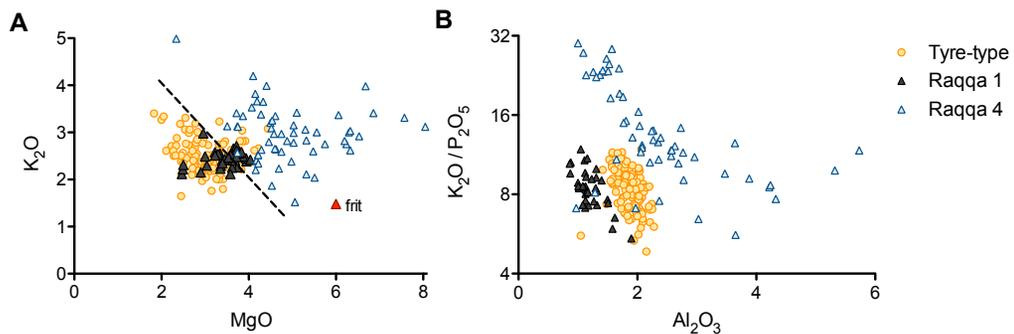 A
5
4
3
2
1
0
K₂O
0 2 4 6 8
MgO
frit
B
32
16
8
4
K₂O / P₂O₅
0 2 4 6
Al₂O₃
Tyre-type
Raqqa 1
Raqqa 4